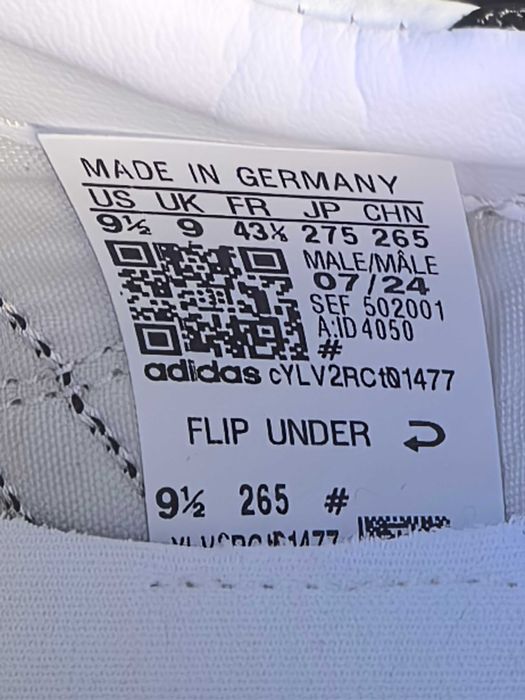 MADE IN GERMANY
US UK FR JP CHN
9½ 9 43⅓ 275 265
MALE/MÂLE
07/24
SEF 502001
A:ID4050
#
adidas cYLV2RCt01477
FLIP UNDER
9½ 265 #